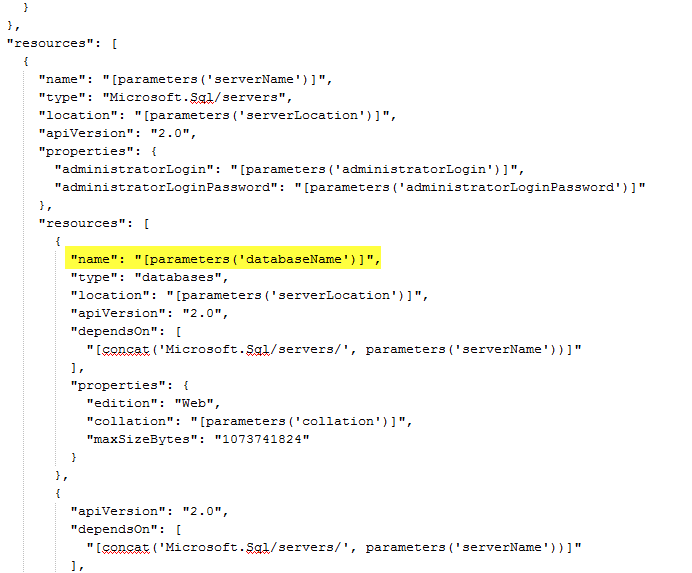 }
},
"resources": [
{
"name": "[parameters('serverName')]",
"type": "Microsoft.Sql/servers",
"location": "[parameters('serverLocation')]",
"apiVersion": "2.0",
"properties": {
"administratorLogin": "[parameters('administratorLogin')]",
"administratorLoginPassword": "[parameters('administratorLoginPassword')]"
},
"resources": [
{
"name": "[parameters('databaseName')]",
"type": "databases",
"location": "[parameters('serverLocation')]",
"apiVersion": "2.0",
"dependsOn": [
"[concat('Microsoft.Sql/servers/', parameters('serverName'))]"
],
"properties": {
"edition": "Web",
"collation": "[parameters('collation')]",
"maxSizeBytes": "1073741824"
}
},
{
"apiVersion": "2.0",
"dependsOn": [
"[concat('Microsoft.Sql/servers/', parameters('serverName'))]"
],